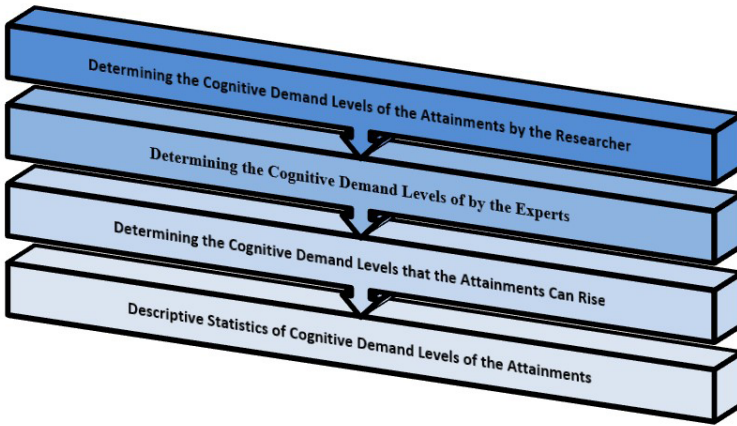 Determining the Cognitive Demand Levels of the Attainments by the Researcher
Determining the Cognitive Demand Levels of by the Experts
Determining the Cognitive Demand Levels that the Attainments Can Rise
Descriptive Statistics of Cognitive Demand Levels of the Attainments